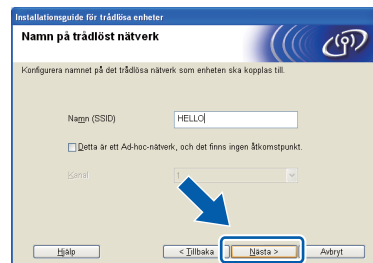 Installationsguide för trådlösa enheter
Namn på trådlöst nätverk
Konfigurera namnet på det trådlösa nätverk som enheten ska kopplas till.
Namn (SSID)
HELLO
Detta är ett Ad-hoc-nätverk, och det finns ingen åtkomstpunkt.
Kanal
1
Hjälp
< Tillbaka
Nästa >
Avbryt